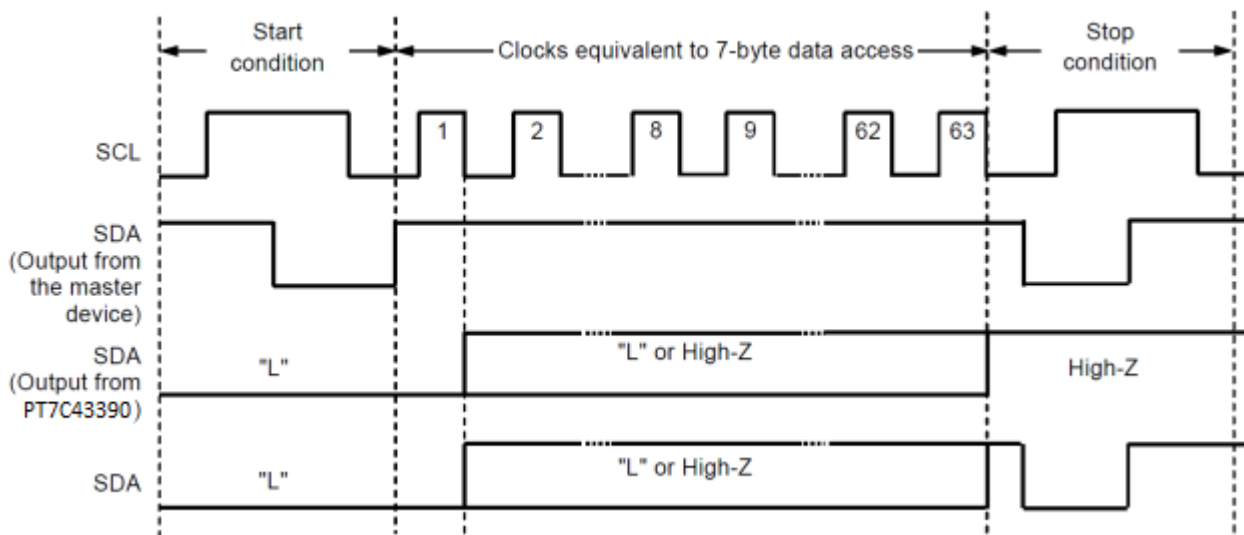 Start
condition
Clocks equivalent to 7-byte data access
Stop
condition
SCL
1
2
8
9
62
63
SDA
(Output from
the master
device)
SDA
(Output from
PT7C43390)
"L"
"L" or High-Z
High-Z
SDA
"L"
"L" or High-Z